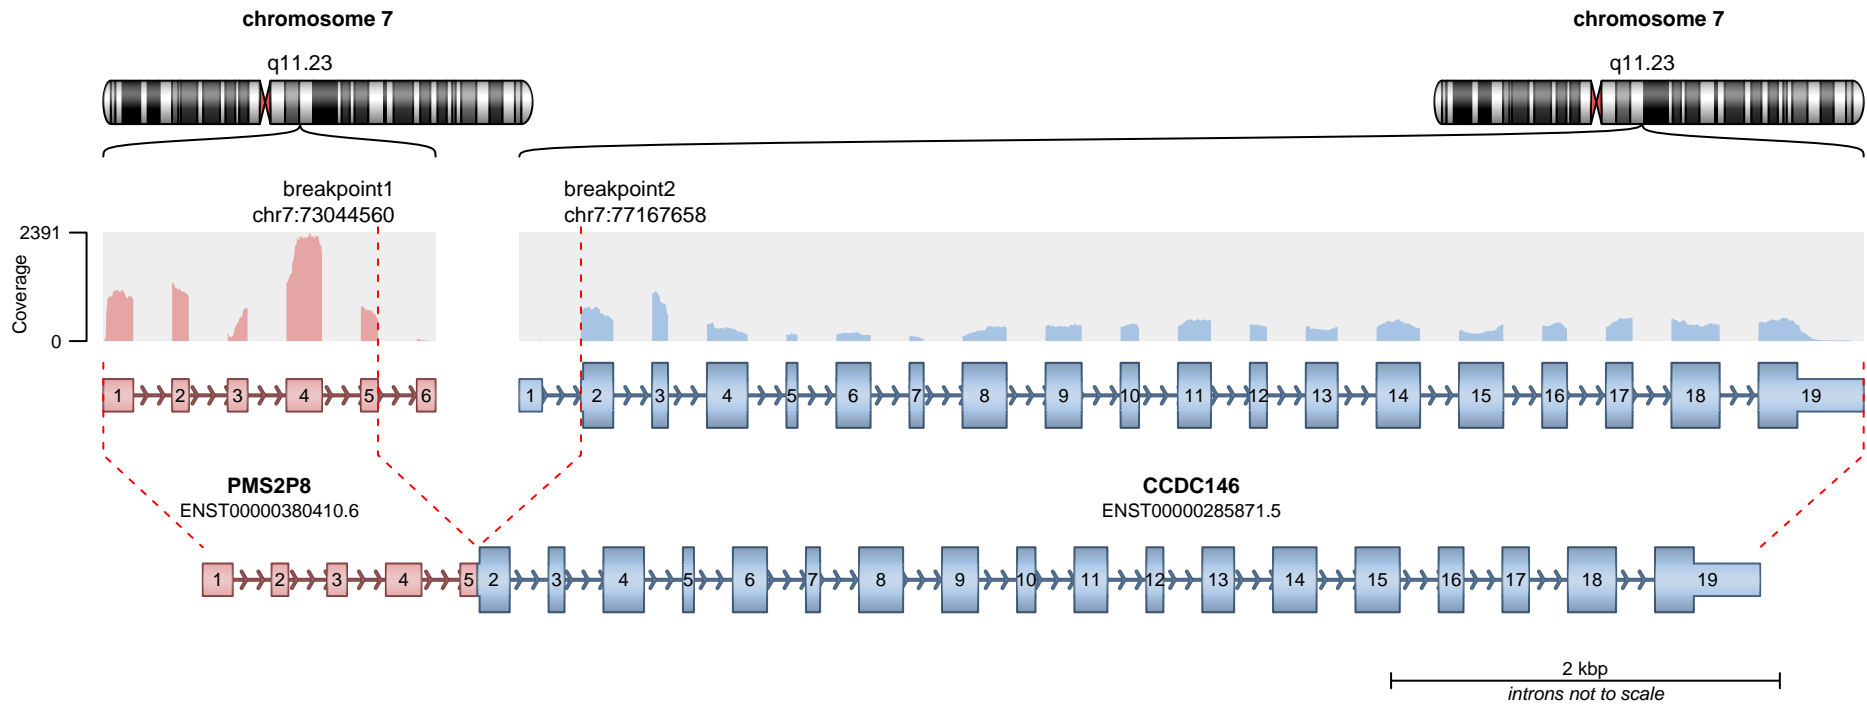 chromosome 7
chromosome 7
q11.23
q11.23
breakpoint1
chr7:73044560
breakpoint2
chr7:77167658
2391
0
Coverage
1 2 3 4 5 6
1 2 3 4 5 6 7 8 9 10 11 12 13 14 15 16 17 18 19
PMS2P8
ENST00000380410.6
CCDC146
ENST00000285871.5
1 2 3 4 5 2 3 4 5 6 7 8 9 10 11 12 13 14 15 16 17 18 19
2 kbp
introns not to scale